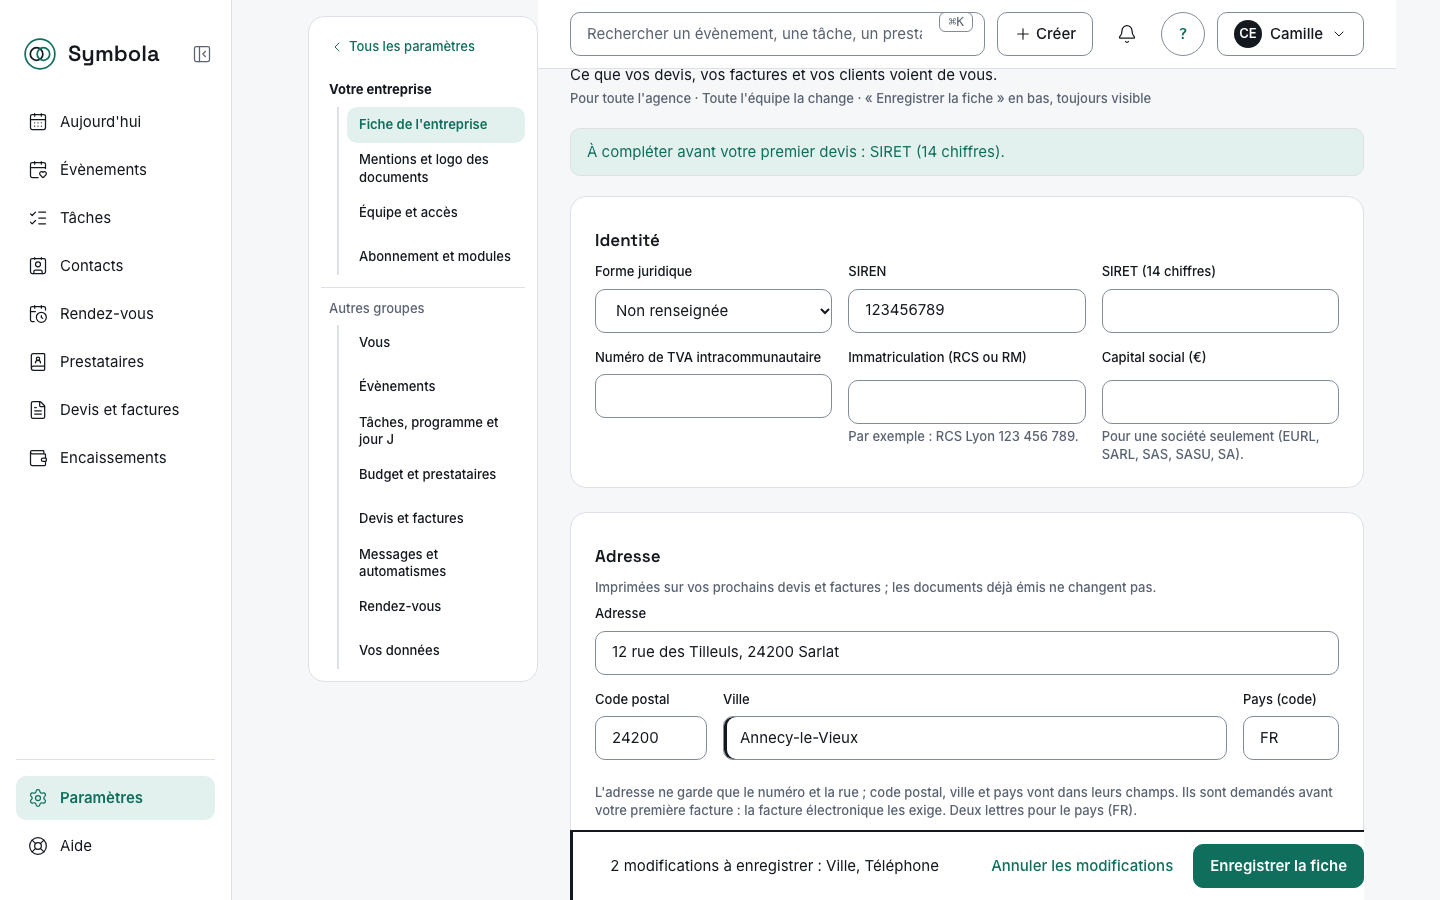 Symbola
Aujourd'hui
Évènements
Tâches
Contacts
Rendez-vous
Prestataires
Devis et factures
Encaissements
Paramètres
Aide
Tous les paramètres
Votre entreprise
Fiche de l'entreprise
Mentions et logo des
documents
Équipe et accès
Abonnement et modules
Autres groupes
Vous
Évènements
Tâches, programme et
jour J
Budget et prestataires
Devis et factures
Messages et
automatismes
Rendez-vous
Vos données
Rechercher un évènement, une tâche, un presta
⌘K
Créer
?
CE
Camille
Ce que vos devis, vos factures et vos clients voient de vous.
Pour toute l'agence · Toute l'équipe la change · « Enregistrer la fiche » en bas, toujours visible
À compléter avant votre premier devis : SIRET (14 chiffres).
Identité
Forme juridique
SIREN
SIRET (14 chiffres)
Non renseignée
123456789
Numéro de TVA intracommunautaire
Immatriculation (RCS ou RM)
Capital social (€)
Par exemple : RCS Lyon 123 456 789.
Pour une société seulement (EURL,
SARL, SAS, SASU, SA).
Adresse
Imprimées sur vos prochains devis et factures ; les documents déjà émis ne changent pas.
Adresse
12 rue des Tilleuls, 24200 Sarlat
Code postal
Ville
Pays (code)
24200
Annecy-le-Vieux
FR
L'adresse ne garde que le numéro et la rue ; code postal, ville et pays vont dans leurs champs. Ils sont demandés avant
votre première facture : la facture électronique les exige. Deux lettres pour le pays (FR).
2 modifications à enregistrer : Ville, Téléphone
Annuler les modifications
Enregistrer la fiche